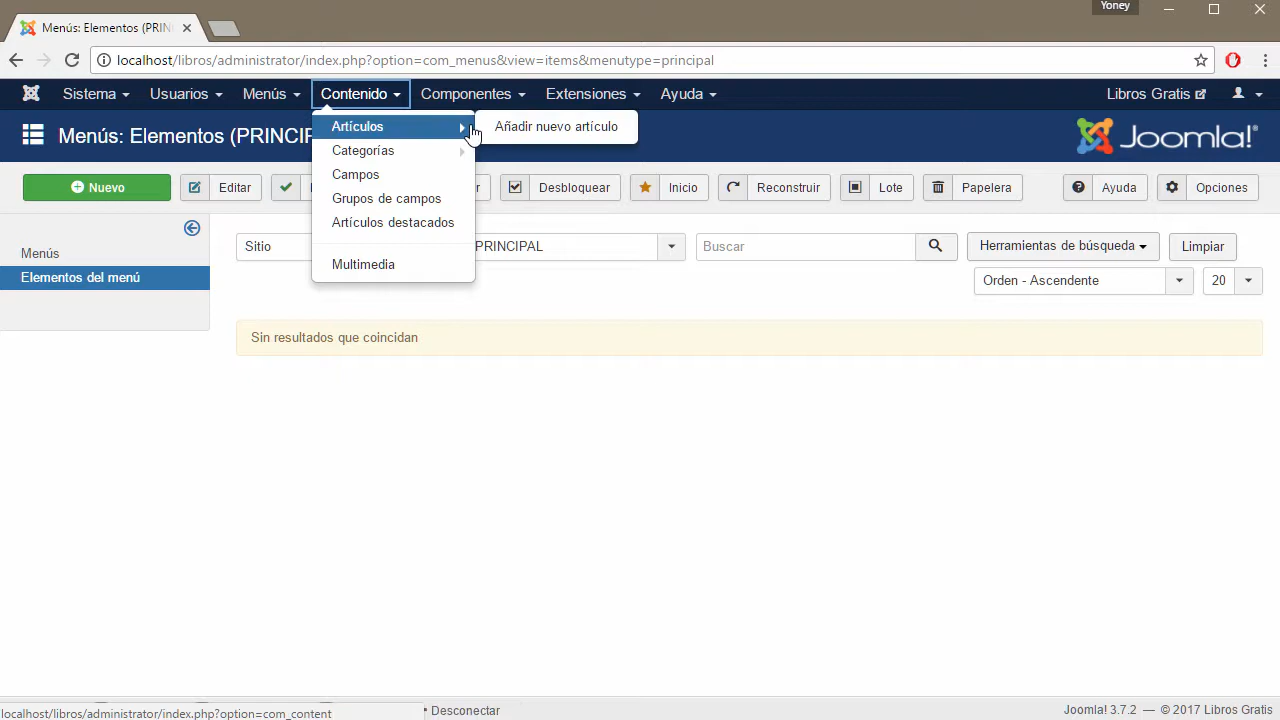 Yoney
Menús: Elementos (PRIN
localhost/libros/administrator/index.php?option=com_menus&view=items&menutype=principal
Sistema Usuarios Menús Contenido Componentes Extensiones Ayuda Libros Gratis
Menús: Elementos (PRINCIP
Joomla!®
Artículos
Añadir nuevo artículo
Categorías
Campos
Grupos de campos
Artículos destacados
Multimedia
Nuevo Editar Desbloquear Inicio Reconstruir Lote Papelera Ayuda Opciones
Menús
Elementos del menú
Sitio PRINCIPAL Buscar Herramientas de búsqueda Limpiar
Orden - Ascendente 20
Sin resultados que coincidan
localhost/libros/administrator/index.php?option=com_content
Desconectar
Joomla! 3.7.2 — © 2017 Libros Gratis